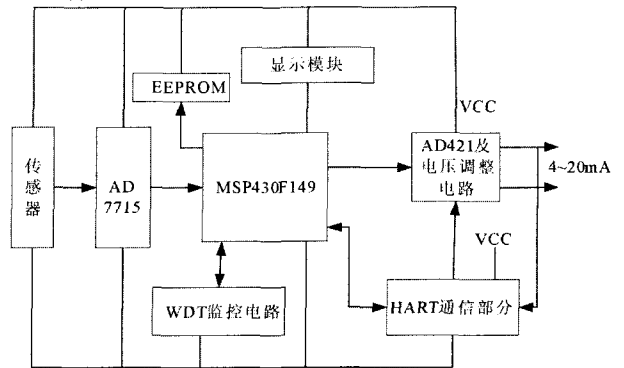 显示模块
EEPROM
VCC
传
感
器
AD
7715
MSP430F149
AD421及
电压调整
电路
4~20mA
VCC
WDT监控电路
HART通信部分